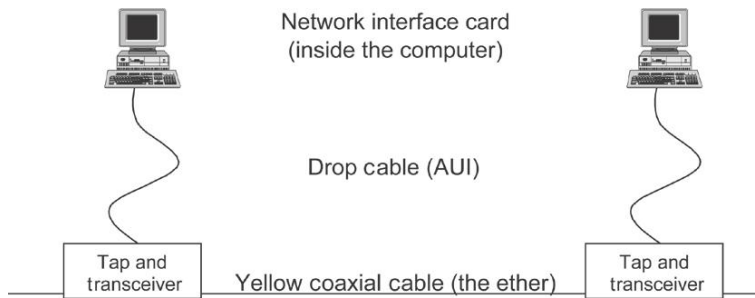 Network interface card
(inside the computer)
Drop cable (AUI)
Tap and
transceiver
Yellow coaxial cable (the ether)
Tap and
transceiver